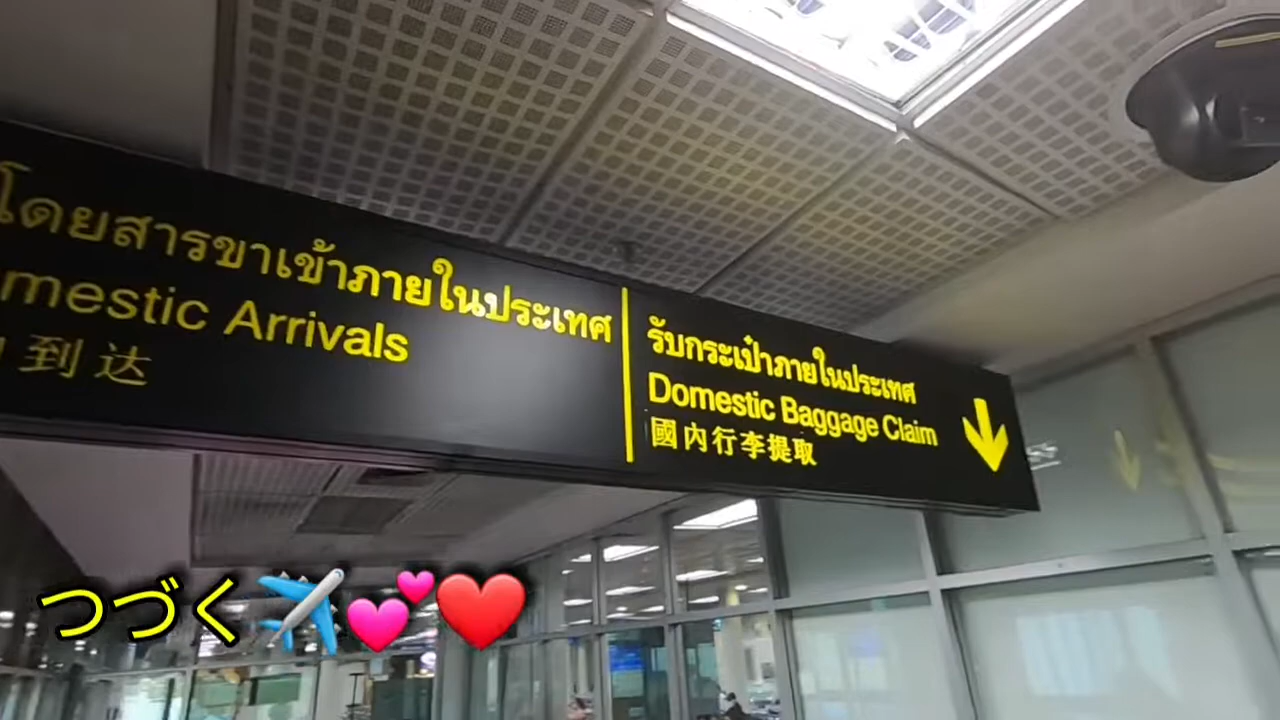 โดยสารขาเข้าภายในประเทศ
mestic Arrivals
到达
รับกระเป๋าภายในประเทศ
Domestic Baggage Claim
國內行李提取
つづく✈️💕❤️